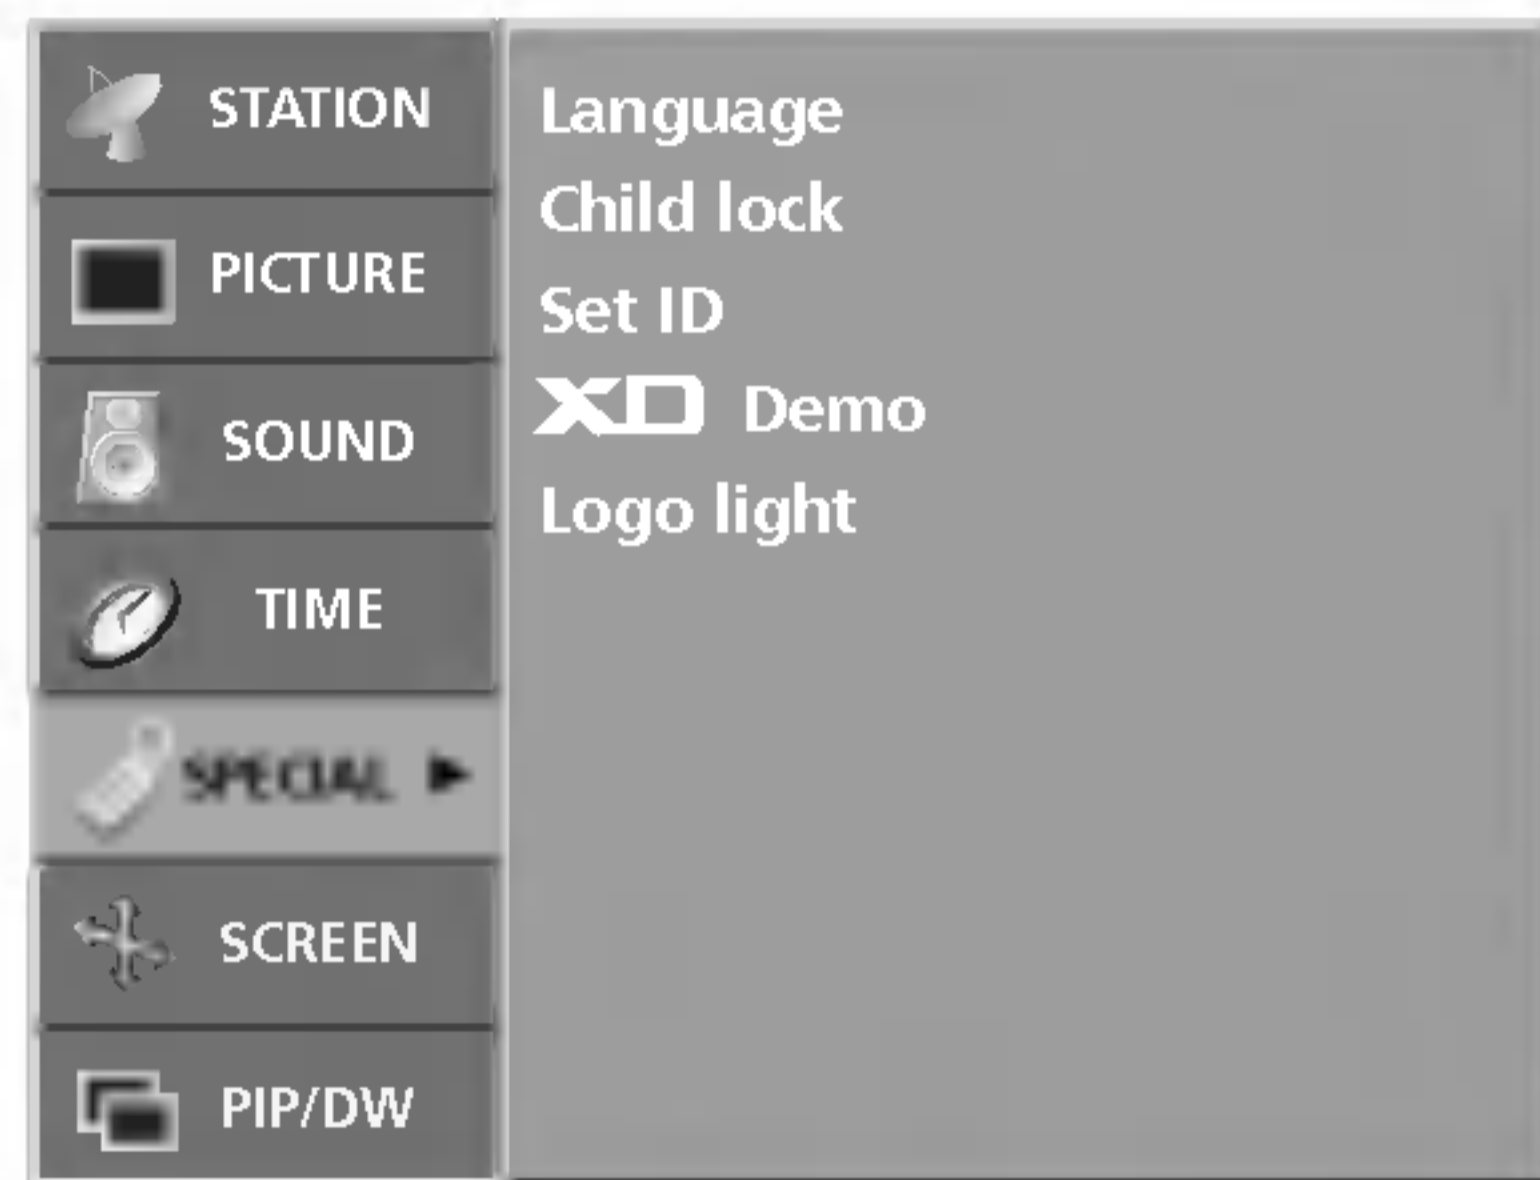 STATION
PICTURE
SOUND
TIME
SPECIAL ►
SCREEN
PIP/DW
Language
Child lock
Set ID
XD Demo
Logo light